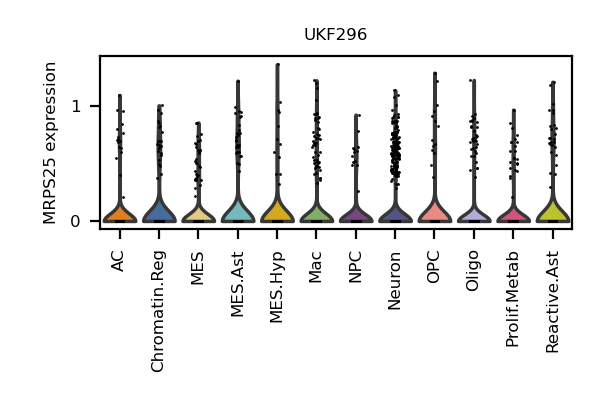 UKF296
MRPS25 expression
1
0
AC
Chromatin.Reg
MES
MES.Ast
MES.Hyp
Mac
NPC
Neuron
OPC
Oligo
Prolif.Metab
Reactive.Ast